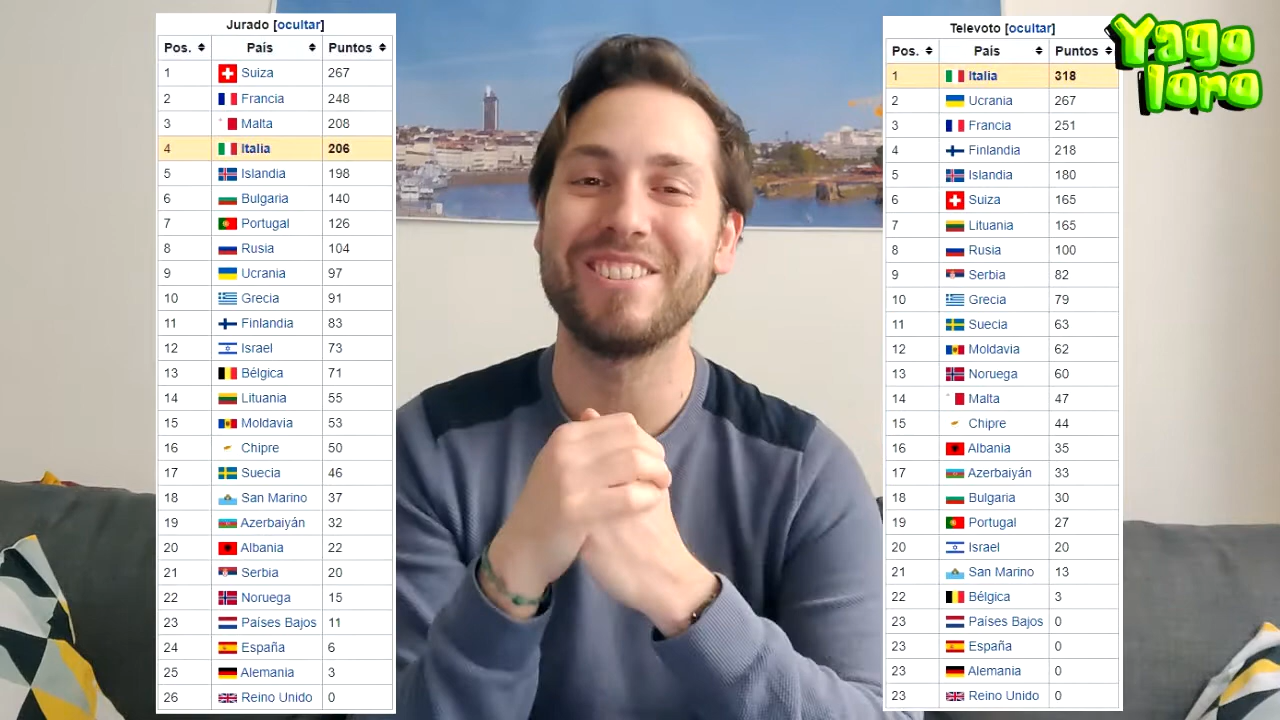 Jurado [ocultar]
Pos. País Puntos
1 Suiza 267
2 Francia 248
3 Malta 208
4 Italia 206
5 Islandia 198
6 Bulgaria 140
7 Portugal 126
8 Rusia 104
9 Ucrania 97
10 Grecia 91
11 Finlandia 83
12 Israel 73
13 Bélgica 71
14 Lituania 55
15 Moldavia 53
16 Chipre 50
17 Suecia 46
18 San Marino 37
19 Azerbaiyán 32
20 Albania 22
21 Serbia 20
22 Noruega 15
23 Países Bajos 11
24 España 6
25 Alemania 3
26 Reino Unido 0
Televoto [ocultar]
Pos. País Puntos
1 Italia 318
2 Ucrania 267
3 Francia 251
4 Finlandia 218
5 Islandia 180
6 Suiza 165
7 Lituania 165
8 Rusia 100
9 Serbia 82
10 Grecia 79
11 Suecia 63
12 Moldavia 62
13 Noruega 60
14 Malta 47
15 Chipre 44
16 Albania 35
17 Azerbaiyán 33
18 Bulgaria 30
19 Portugal 27
20 Israel 20
21 San Marino 13
22 Bélgica 3
23 Países Bajos 0
23 España 0
23 Alemania 0
23 Reino Unido 0
Yago
loro